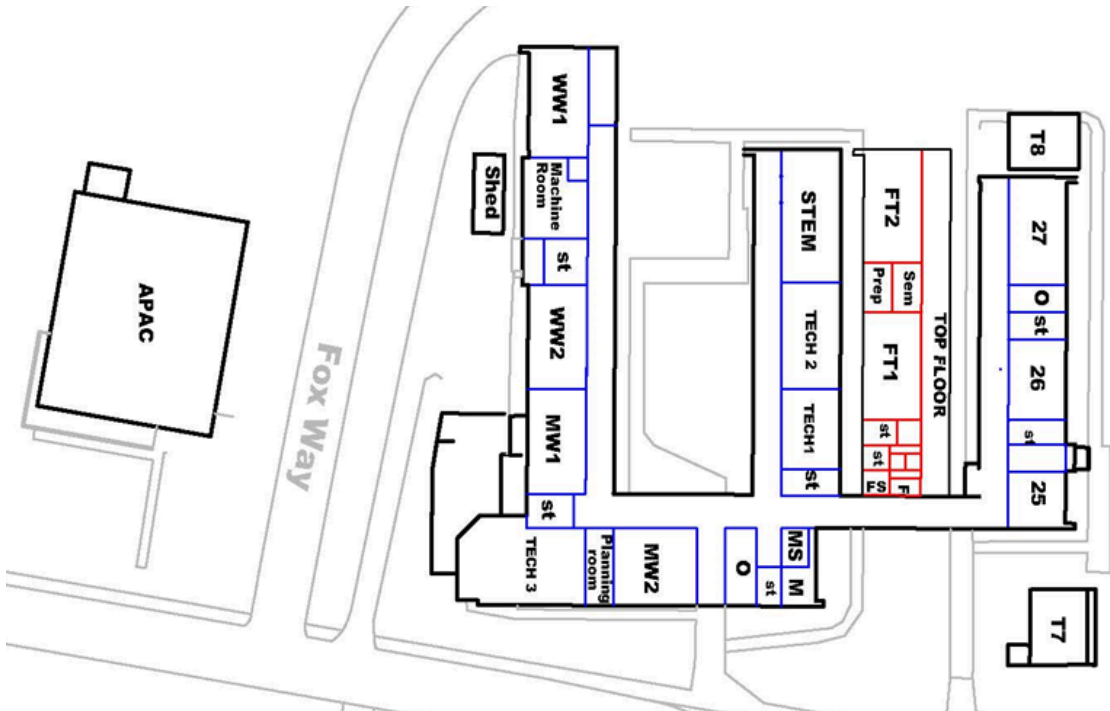 WW1
Machine
Room
Shed
st
WW2
MW1
st
TECH 3
Planning
room
MW2
APAC
Fox Way
STEM
TECH 2
TECH1
st
O
MS
M
st
FT2
Prep
Sem
FT1
st
st
FS
F
TOP FLOOR
T8
27
O
st
26
st
25
T7